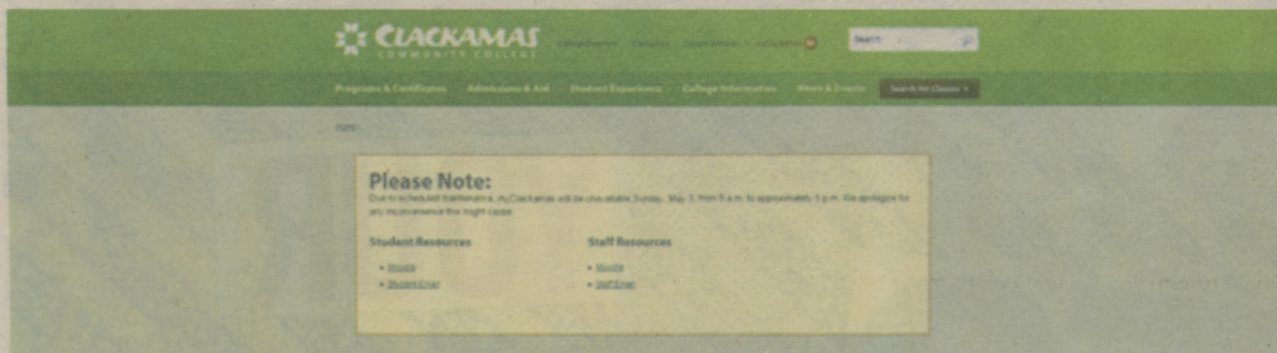 CLACKAMAS
COMMUNITY COLLEGE
Search
Programs & Certificates Admissions & Aid Student Experience College Information News & Events Search for Classes
Please Note:
Due to scheduled maintenance, myClackamas will be unavailable Sunday, May 3, from 9 a.m. to approximately 5 p.m. We apologize for
any inconvenience this might cause.
Student Resources
Moodle
Student Email
Staff Resources
Moodle
Staff Email